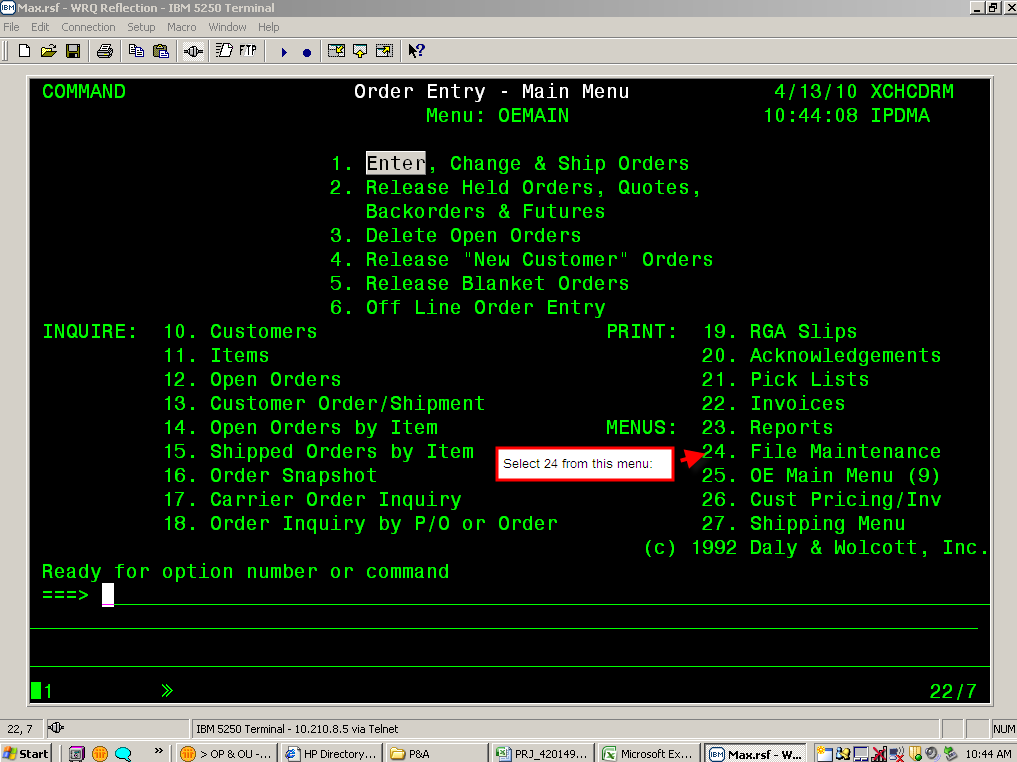 Max.rsf - WRQ Reflection - IBM 5250 Terminal
File Edit Connection Setup Macro Window Help
FTP
COMMAND Order Entry - Main Menu 4/13/10 XCHCDRM
Menu: OEMAIN 10:44:08 IPDMA
1. Enter, Change & Ship Orders
2. Release Held Orders, Quotes,
Backorders & Futures
3. Delete Open Orders
4. Release "New Customer" Orders
5. Release Blanket Orders
6. Off Line Order Entry
INQUIRE: 10. Customers PRINT: 19. RGA Slips
11. Items 20. Acknowledgements
12. Open Orders 21. Pick Lists
13. Customer Order/Shipment 22. Invoices
14. Open Orders by Item MENUS: 23. Reports
15. Shipped Orders by Item Select 24 from this menu: 24. File Maintenance
16. Order Snapshot 25. OE Main Menu (9)
17. Carrier Order Inquiry 26. Cust Pricing/Inv
18. Order Inquiry by P/O or Order 27. Shipping Menu
(c) 1992 Daly & Wolcott, Inc.
Ready for option number or command
===>
1 » 22/7
22, 7 IBM 5250 Terminal - 10.210.8.5 via Telnet NUM
Start » > OP & OU -... HP Directory... P&A PRJ_420149... Microsoft Ex... IBM Max.rsf - W... 10:44 AM